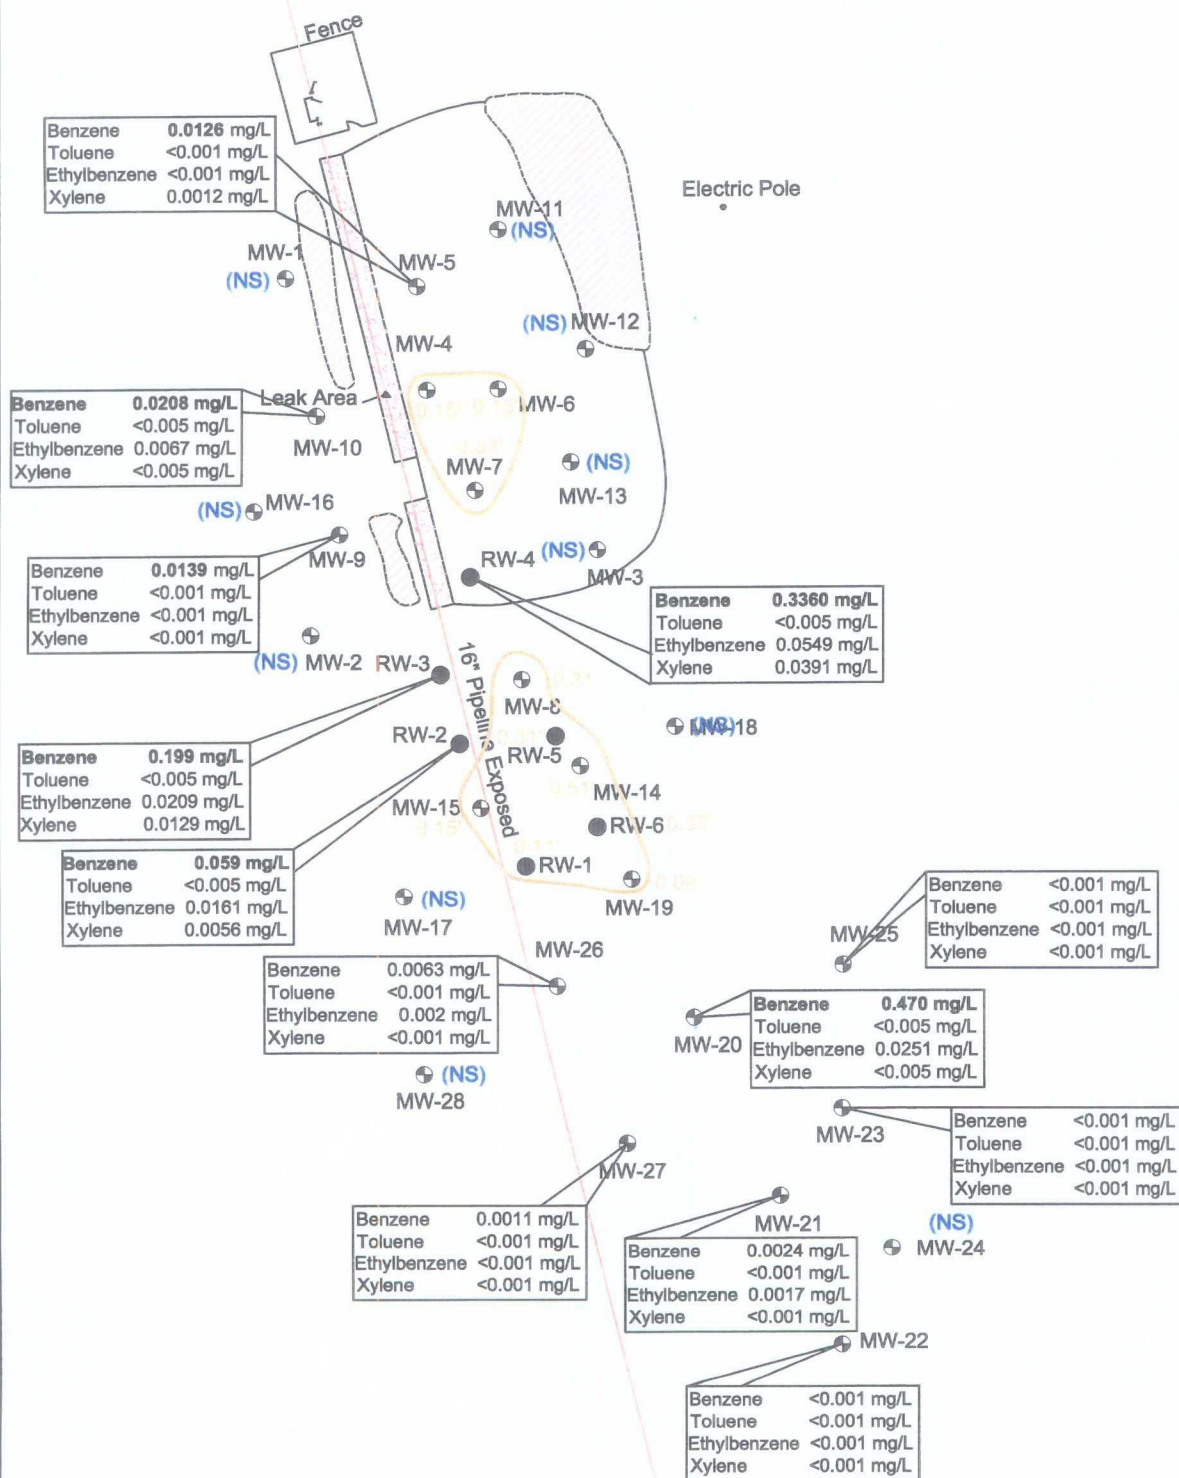 Fence
Benzene 0.0126 mg/L
Toluene <0.001 mg/L
Ethylbenzene <0.001 mg/L
Xylene 0.0012 mg/L
Electric Pole
MW-11
(NS)
MW-1
(NS)
MW-5
(NS) MW-12
MW-4
Leak Area
MW-6
0.15'
Benzene 0.0208 mg/L
Toluene <0.005 mg/L
Ethylbenzene 0.0067 mg/L
Xylene <0.005 mg/L
MW-10
MW-7
(NS)
MW-13
(NS) MW-16
MW-9
RW-4
(NS)
MW-3
Benzene 0.0139 mg/L
Toluene <0.001 mg/L
Ethylbenzene <0.001 mg/L
Xylene <0.001 mg/L
Benzene 0.3360 mg/L
Toluene <0.005 mg/L
Ethylbenzene 0.0549 mg/L
Xylene 0.0391 mg/L
(NS) MW-2
RW-3
16" Pipeline Exposed
MW-8
MW-18
(NS)
RW-2
RW-5
Benzene 0.199 mg/L
Toluene <0.005 mg/L
Ethylbenzene 0.0209 mg/L
Xylene 0.0129 mg/L
MW-14
MW-15
0.15'
RW-6
Benzene 0.059 mg/L
Toluene <0.005 mg/L
Ethylbenzene 0.0161 mg/L
Xylene 0.0056 mg/L
RW-1
MW-19
(NS)
MW-17
Benzene <0.001 mg/L
Toluene <0.001 mg/L
Ethylbenzene <0.001 mg/L
Xylene <0.001 mg/L
MW-25
MW-26
Benzene 0.0063 mg/L
Toluene <0.001 mg/L
Ethylbenzene 0.002 mg/L
Xylene <0.001 mg/L
Benzene 0.470 mg/L
Toluene <0.005 mg/L
Ethylbenzene 0.0251 mg/L
Xylene <0.005 mg/L
MW-20
(NS)
MW-28
MW-23
Benzene <0.001 mg/L
Toluene <0.001 mg/L
Ethylbenzene <0.001 mg/L
Xylene <0.001 mg/L
MW-27
Benzene 0.0011 mg/L
Toluene <0.001 mg/L
Ethylbenzene <0.001 mg/L
Xylene <0.001 mg/L
MW-21
(NS)
MW-24
Benzene 0.0024 mg/L
Toluene <0.001 mg/L
Ethylbenzene 0.0017 mg/L
Xylene <0.001 mg/L
MW-22
Benzene <0.001 mg/L
Toluene <0.001 mg/L
Ethylbenzene <0.001 mg/L
Xylene <0.001 mg/L